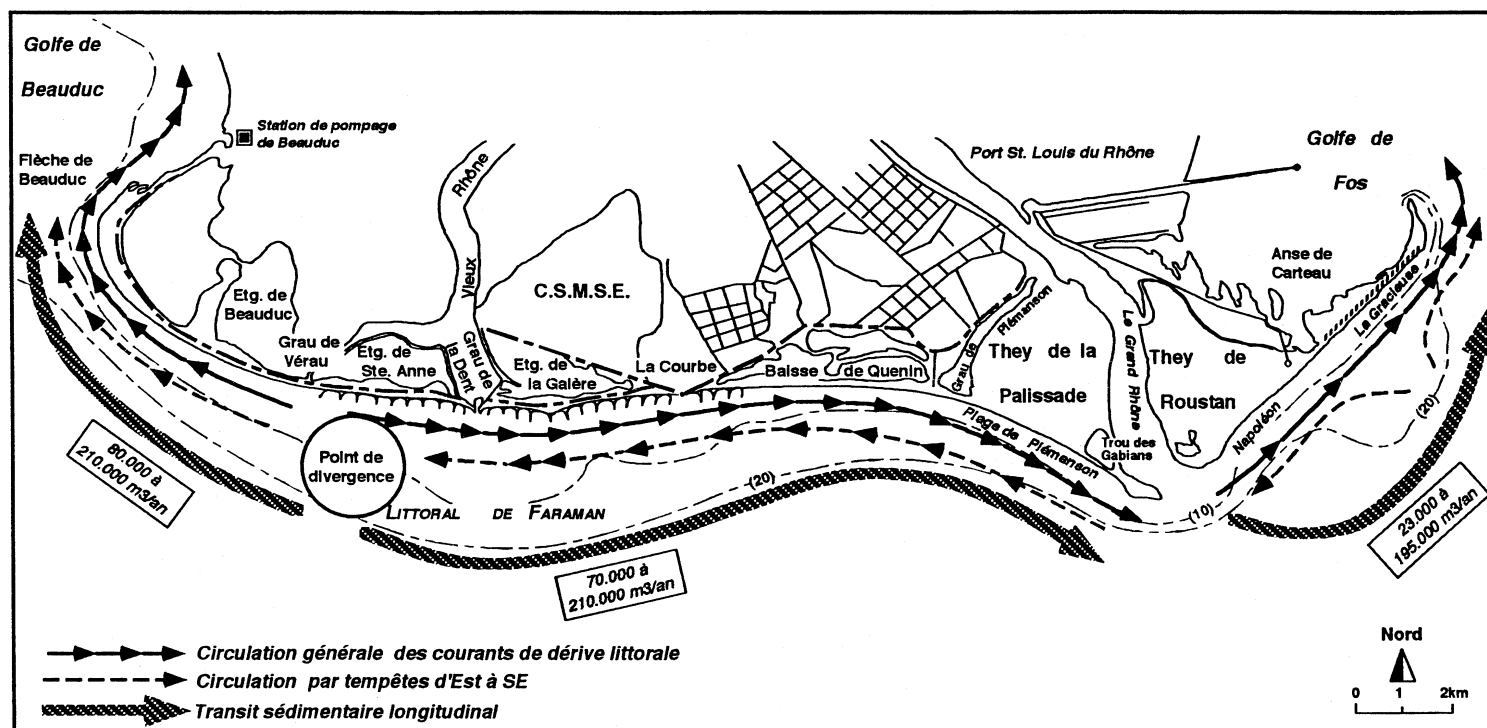 Golfe de
Beauduc
Station de pompage
de Beauduc
Flèche de
Beauduc
Vieux Rhône
Port St. Louis du Rhône
Golfe de
Fos
Anse de
Carteau
La Gracieuse
Etg. de
Beauduc
Grau de
Vérau
Etg. de
Ste. Anne
Grau de
la Dent
C.S.M.S.E.
Etg. de
la Galère
La Courbe
Baisse de Quenin
Grau de Piémanson
They de la
Palissade
Le Grand Rhône
They de
Roustan
Napoléon
Plage de Piémanson
Trou des
Gabians
Point de
divergence
LITTORAL DE FARAMAN
(20)
(10)
(20)
80.000 à
210.000 m3/an
70.000 à
210.000 m3/an
23.000 à
195.000 m3/an
Circulation générale des courants de dérive littorale
Circulation par tempêtes d'Est à SE
Transit sédimentaire longitudinal
Nord
0 1 2km